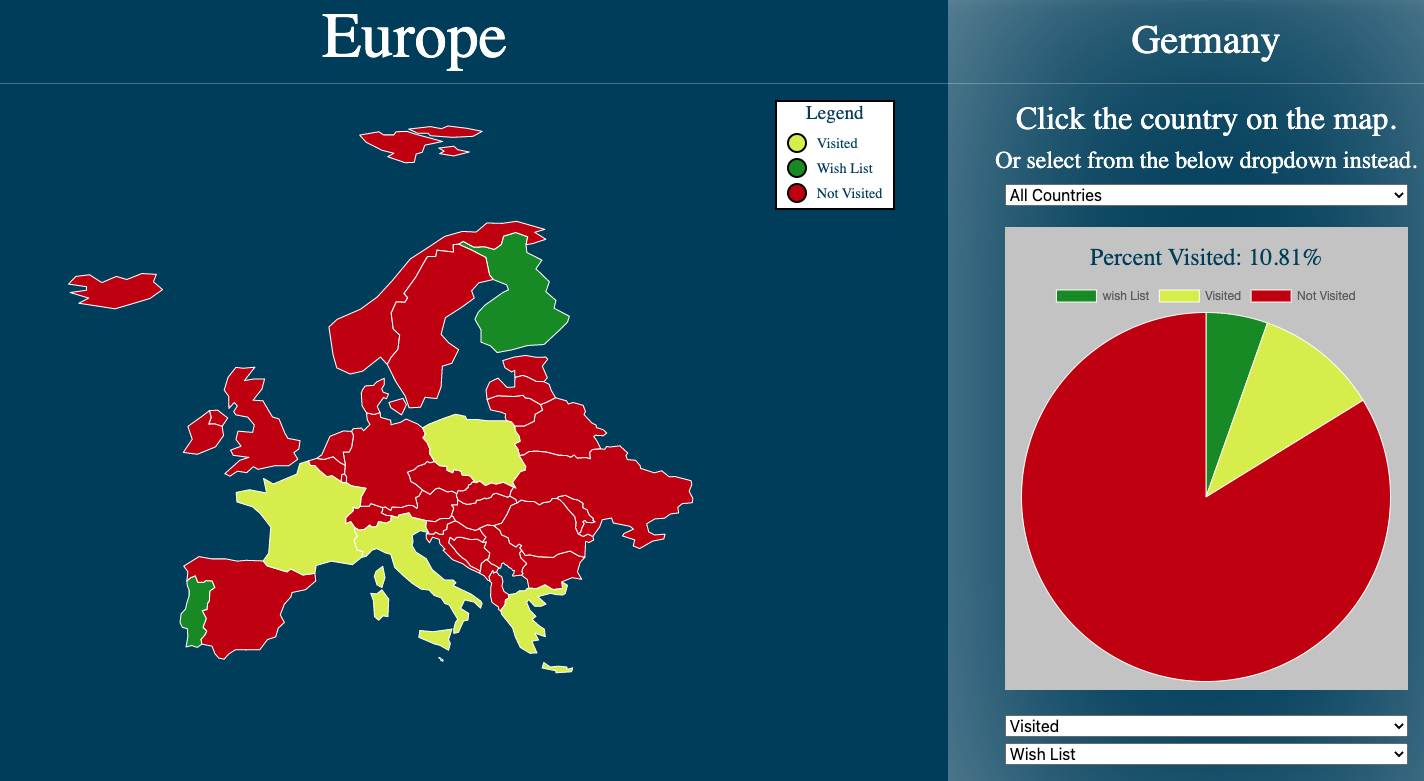 Europe
Legend
Visited
Wish List
Not Visited
Germany
Click the country on the map.
Or select from the below dropdown instead.
All Countries
Percent Visited: 10.81%
wish List Visited Not Visited
Visited
Wish List